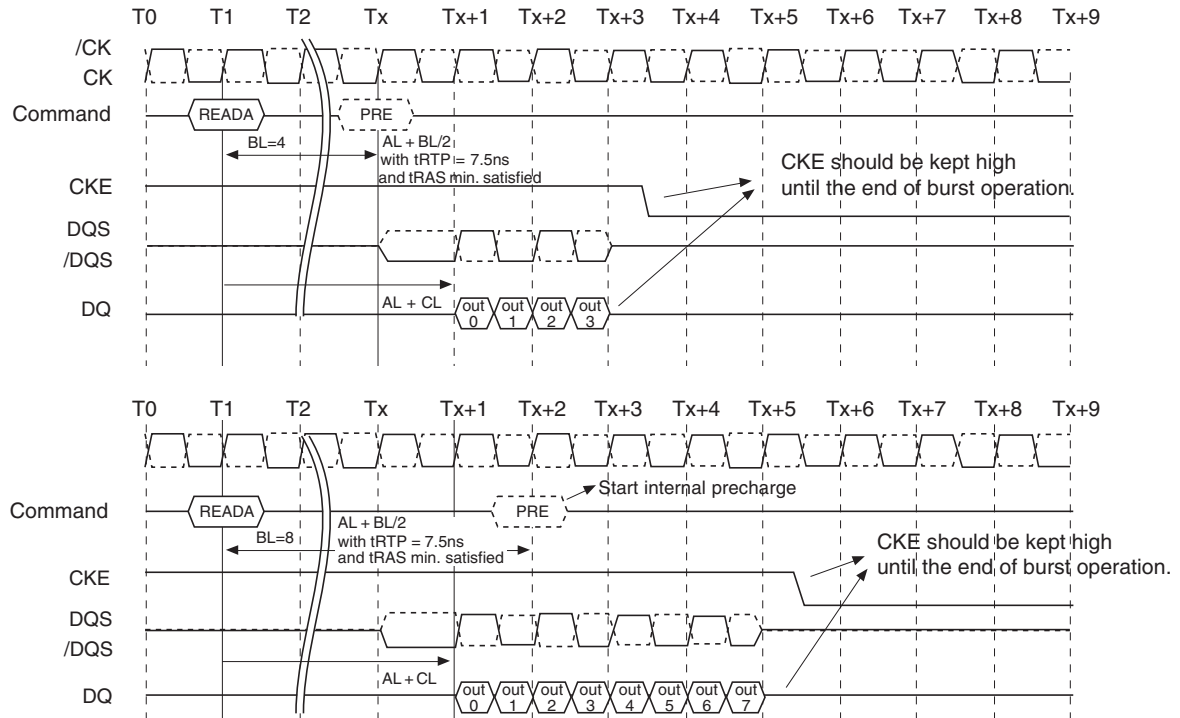 T0 T1 T2 Tx Tx+1 Tx+2 Tx+3 Tx+4 Tx+5 Tx+6 Tx+7 Tx+8 Tx+9
/CK
CK
Command READA PRE
BL=4 AL + BL/2
with tRTP = 7.5ns
and tRAS min. satisfied
CKE should be kept high
until the end of burst operation.
CKE
DQS
/DQS
AL + CL
DQ out 0 out 1 out 2 out 3
T0 T1 T2 Tx Tx+1 Tx+2 Tx+3 Tx+4 Tx+5 Tx+6 Tx+7 Tx+8 Tx+9
Start internal precharge
Command READA PRE
BL=8 AL + BL/2
with tRTP = 7.5ns
and tRAS min. satisfied
CKE should be kept high
until the end of burst operation.
CKE
DQS
/DQS
AL + CL
DQ out 0 out 1 out 2 out 3 out 4 out 5 out 6 out 7